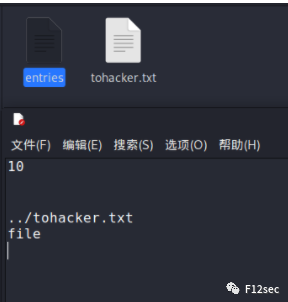 entries
tohacker.txt
文件(F) 编辑(E) 搜索(S) 选项(O) 帮助(H)
10
../tohacker.txt
file
F12sec